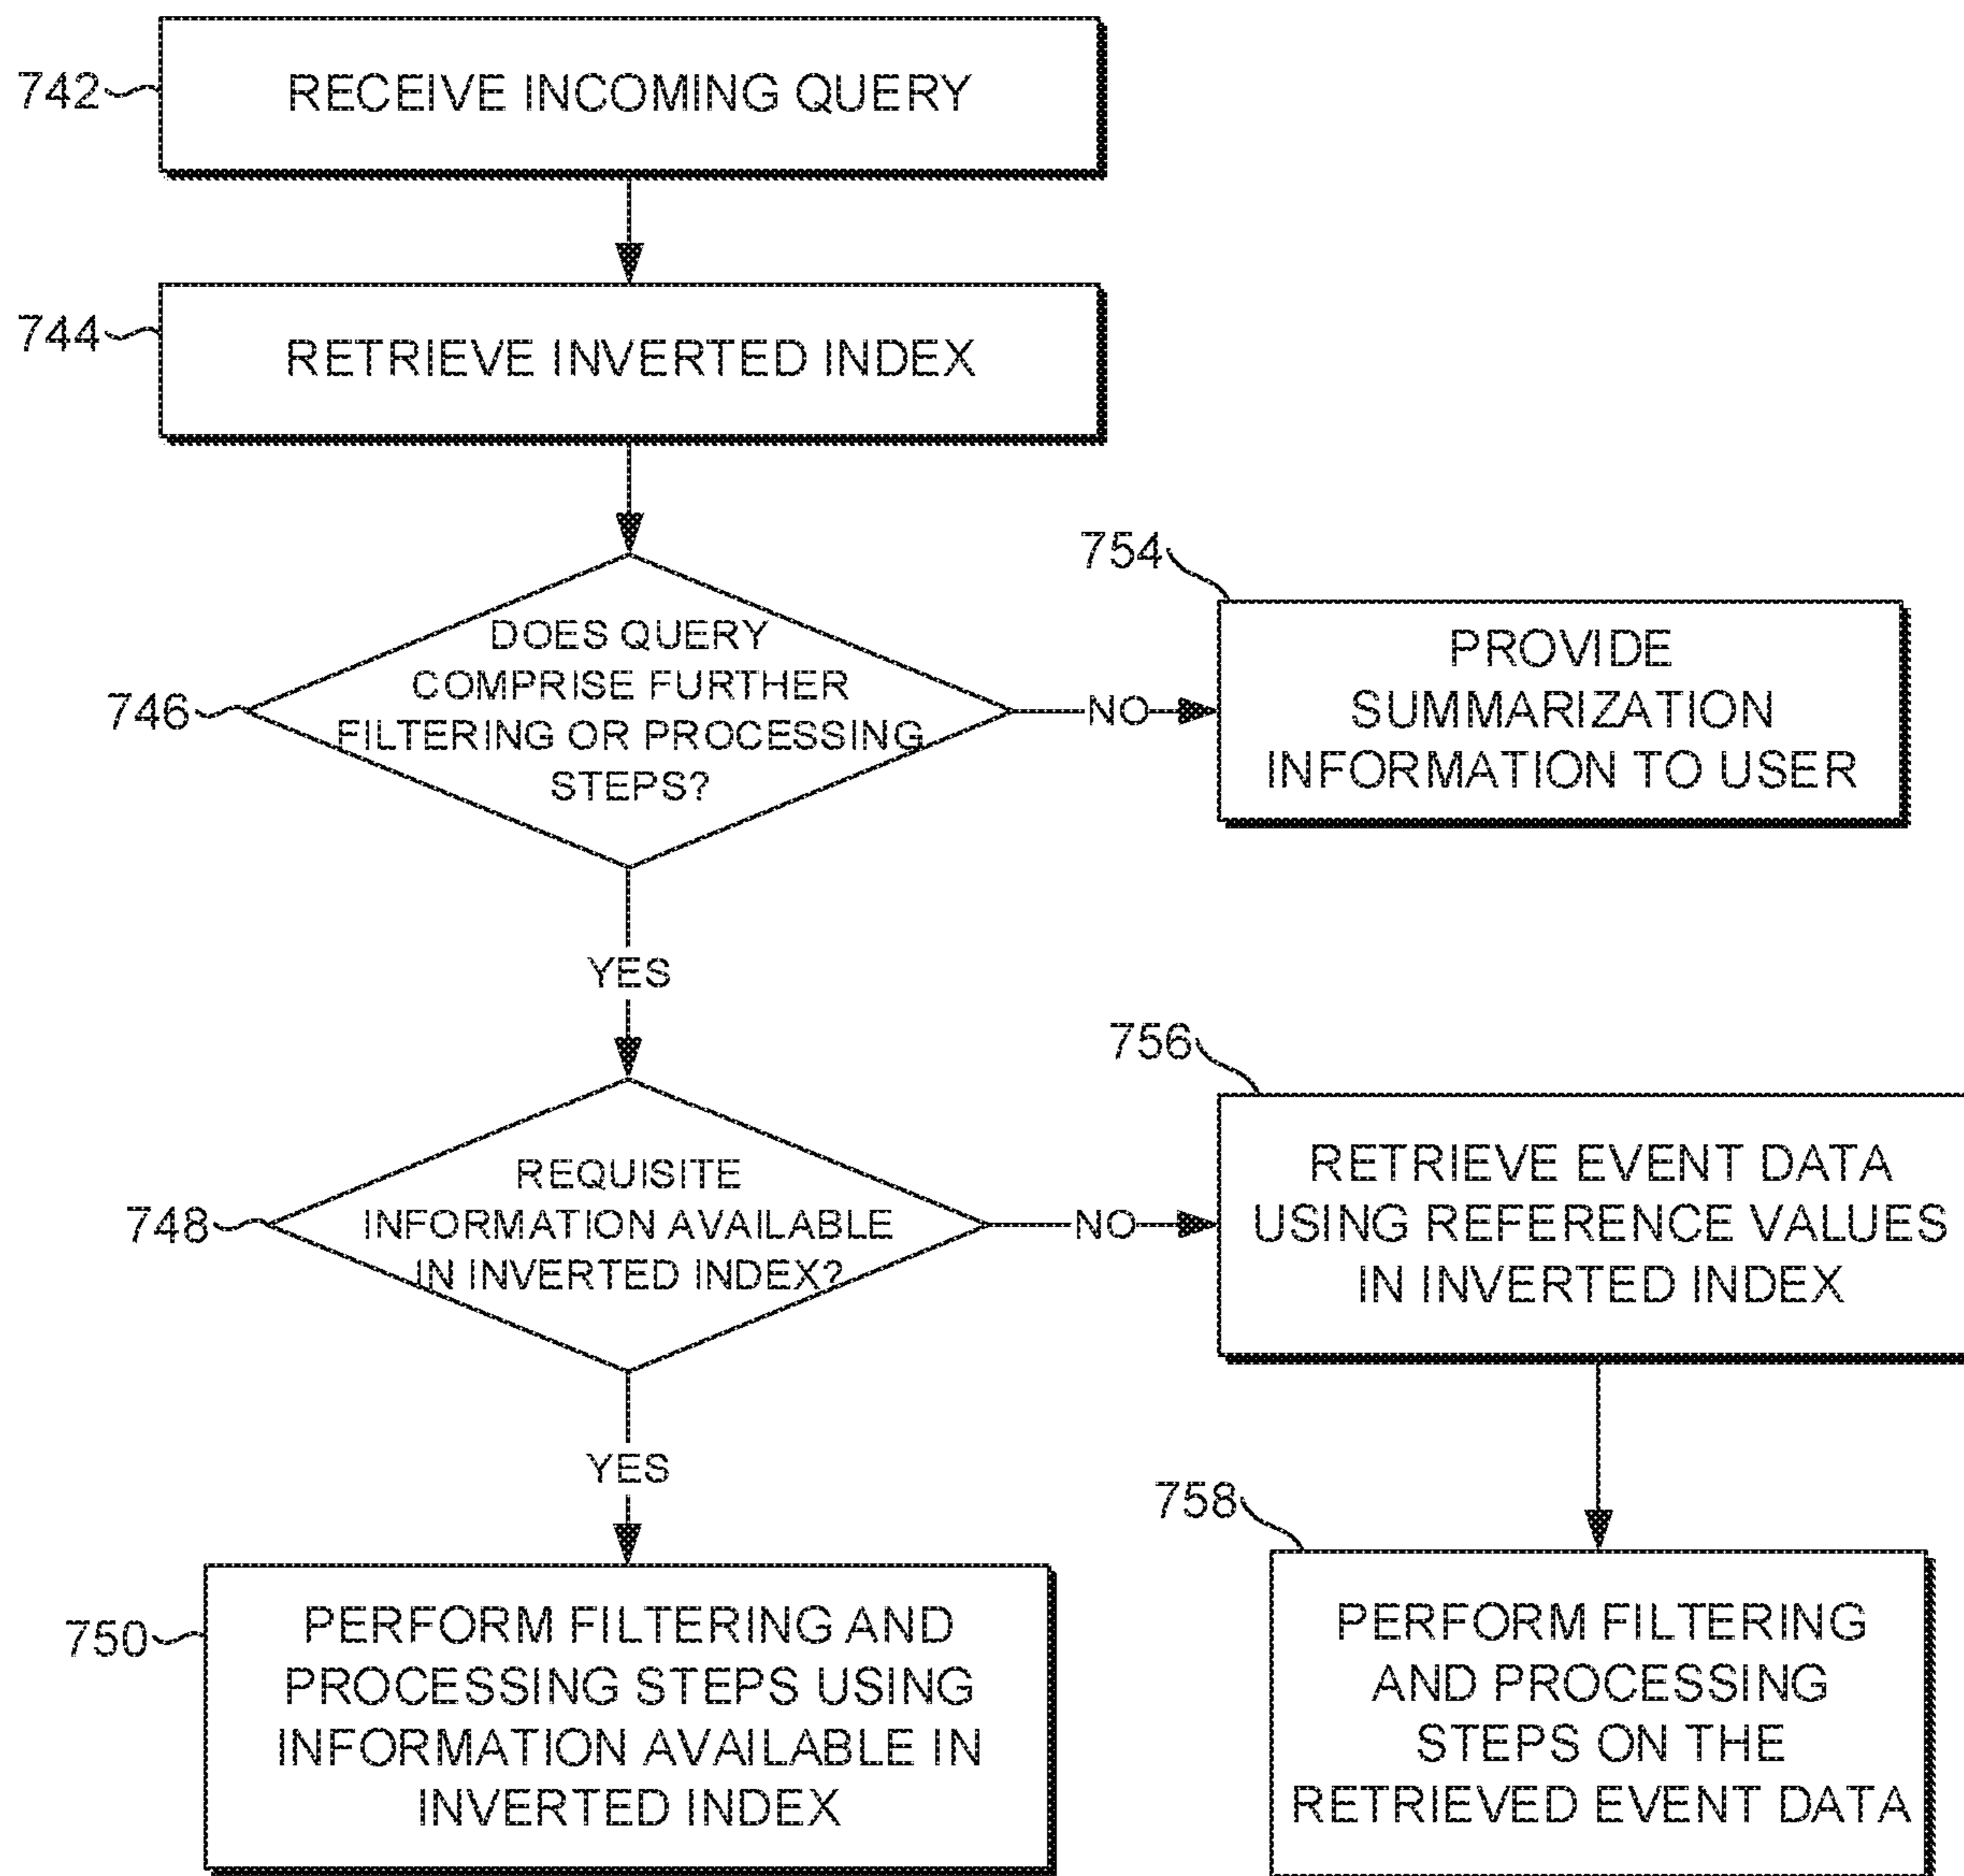 742
RECEIVE INCOMING QUERY
744
RETRIEVE INVERTED INDEX
746
DOES QUERY
COMPRISE FURTHER
FILTERING OR PROCESSING
STEPS?
NO
754
PROVIDE
SUMMARIZATION
INFORMATION TO USER
YES
748
REQUISITE
INFORMATION AVAILABLE
IN INVERTED INDEX?
NO
756
RETRIEVE EVENT DATA
USING REFERENCE VALUES
IN INVERTED INDEX
YES
750
PERFORM FILTERING AND
PROCESSING STEPS USING
INFORMATION AVAILABLE IN
INVERTED INDEX
758
PERFORM FILTERING
AND PROCESSING
STEPS ON THE
RETRIEVED EVENT DATA